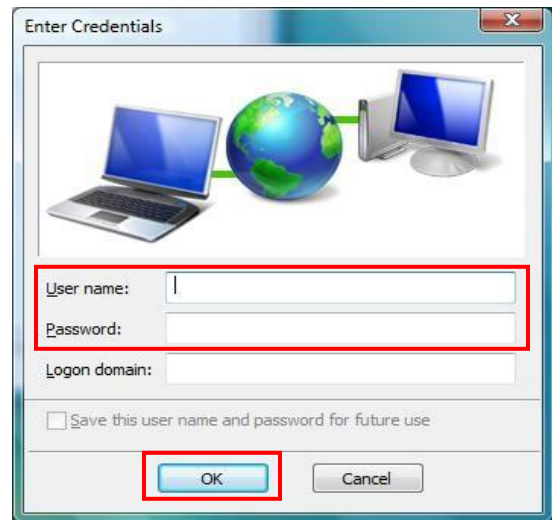 Enter Credentials
User name:
Password:
Logon domain:
Save this user name and password for future use
OK Cancel